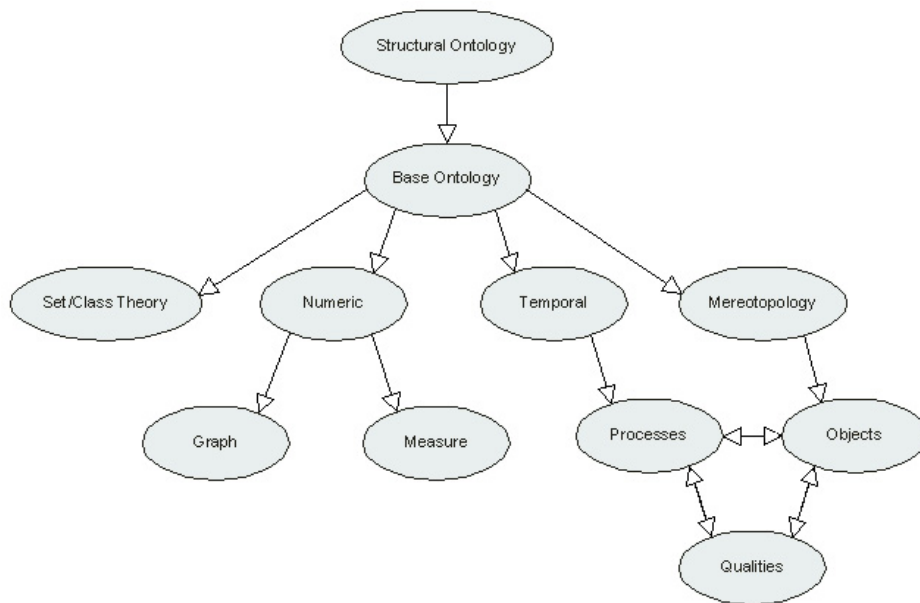 Structural Ontology
Base Ontology
Set/Class Theory
Numeric
Temporal
Mereotopology
Graph
Measure
Processes
Objects
Qualities